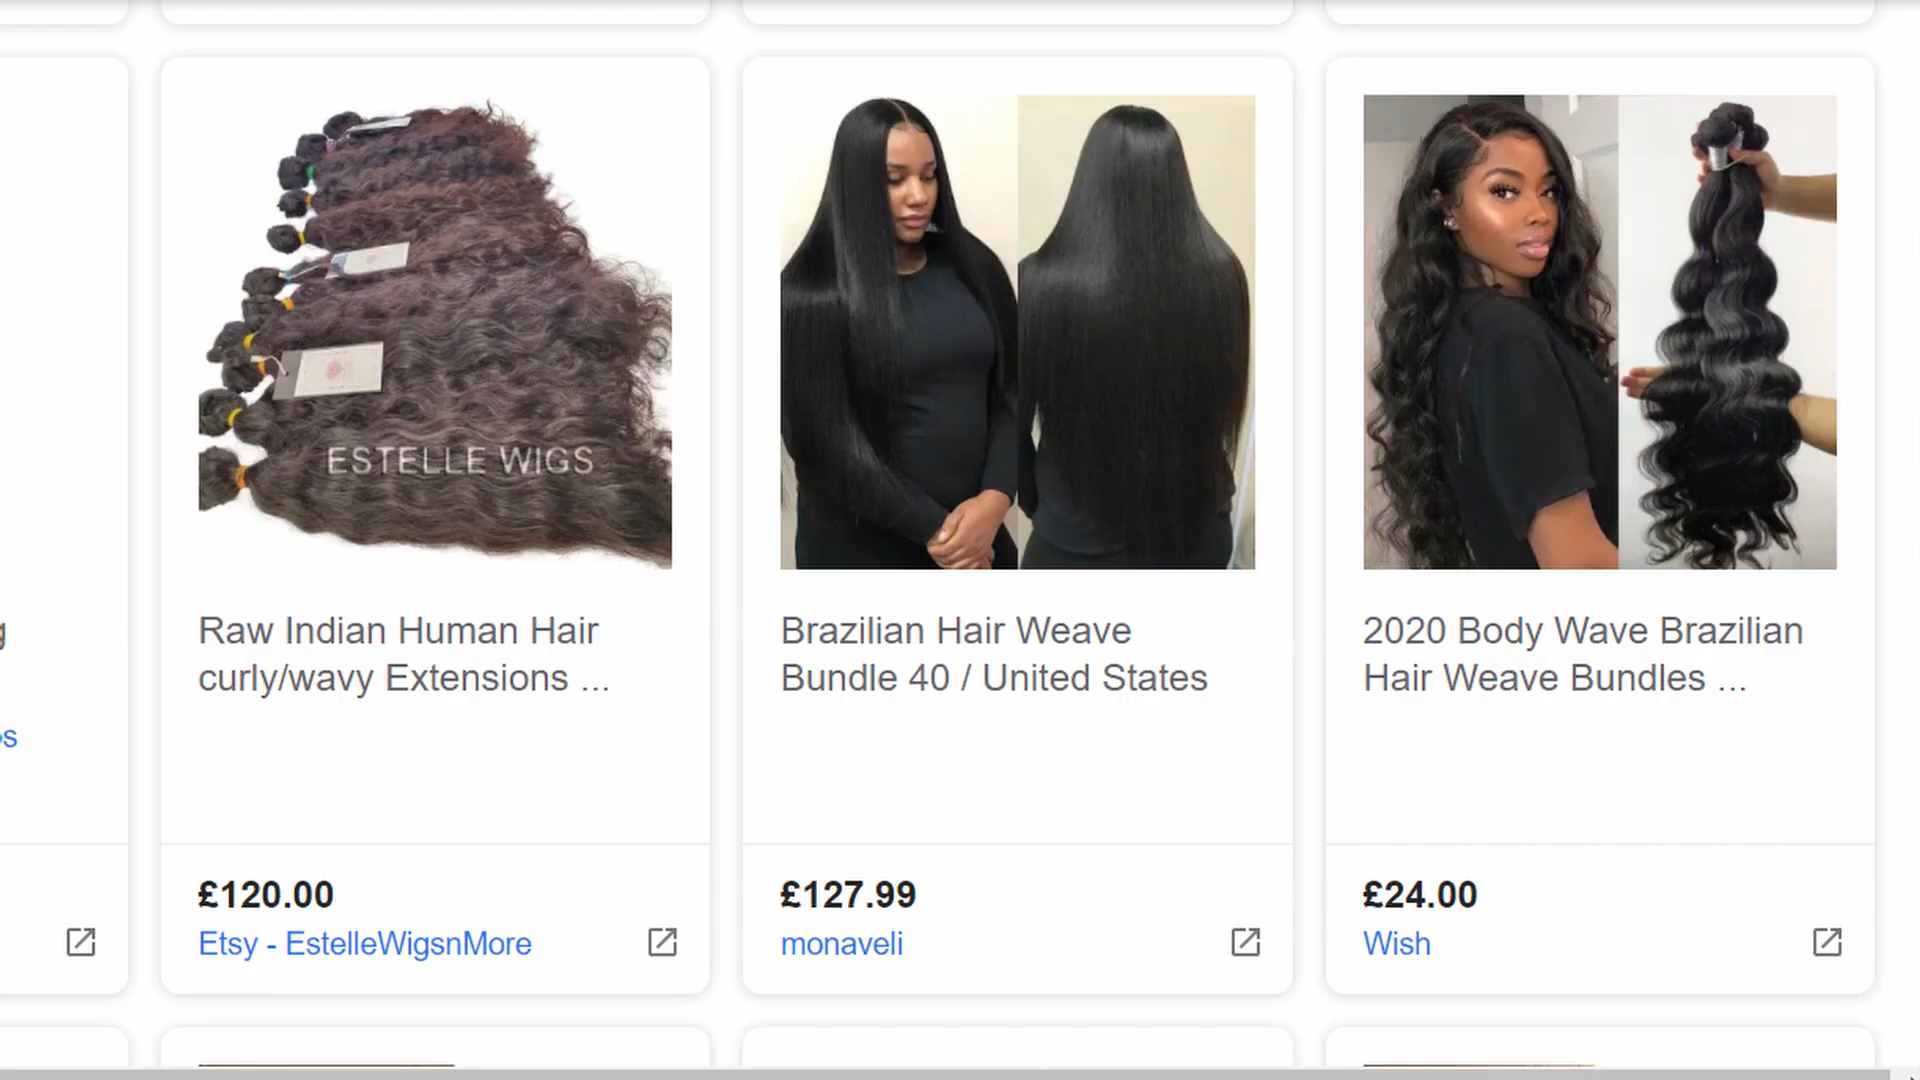 ESTELLE WIGS
g
Raw Indian Human Hair
curly/wavy Extensions ...
Brazilian Hair Weave
Bundle 40 / United States
2020 Body Wave Brazilian
Hair Weave Bundles ...
s
£120.00
Etsy - EstelleWigsnMore
£127.99
monaveli
£24.00
Wish